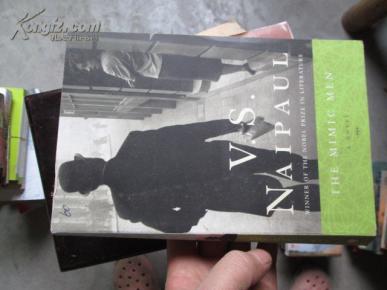 Kongfz.com
V. S.
NAIPAUL
WINNER OF THE NOBEL PRIZE IN LITERATURE
THE MIMIC MEN
A NOVEL